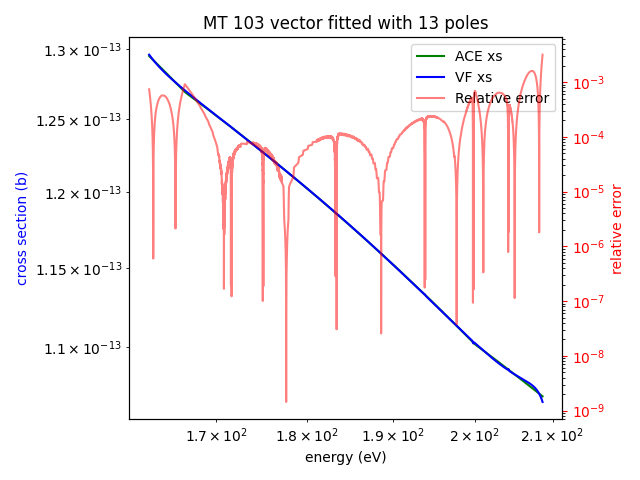 MT 103 vector fitted with 13 poles
ACE xs
VF xs
Relative error
1.3 × 10⁻¹³
1.25 × 10⁻¹³
1.2 × 10⁻¹³
1.15 × 10⁻¹³
1.1 × 10⁻¹³
cross section (b)
10⁻³
10⁻⁴
10⁻⁵
10⁻⁶
10⁻⁷
10⁻⁸
10⁻⁹
relative error
1.7 × 10² 1.8 × 10² 1.9 × 10² 2 × 10² 2.1 × 10²
energy (eV)